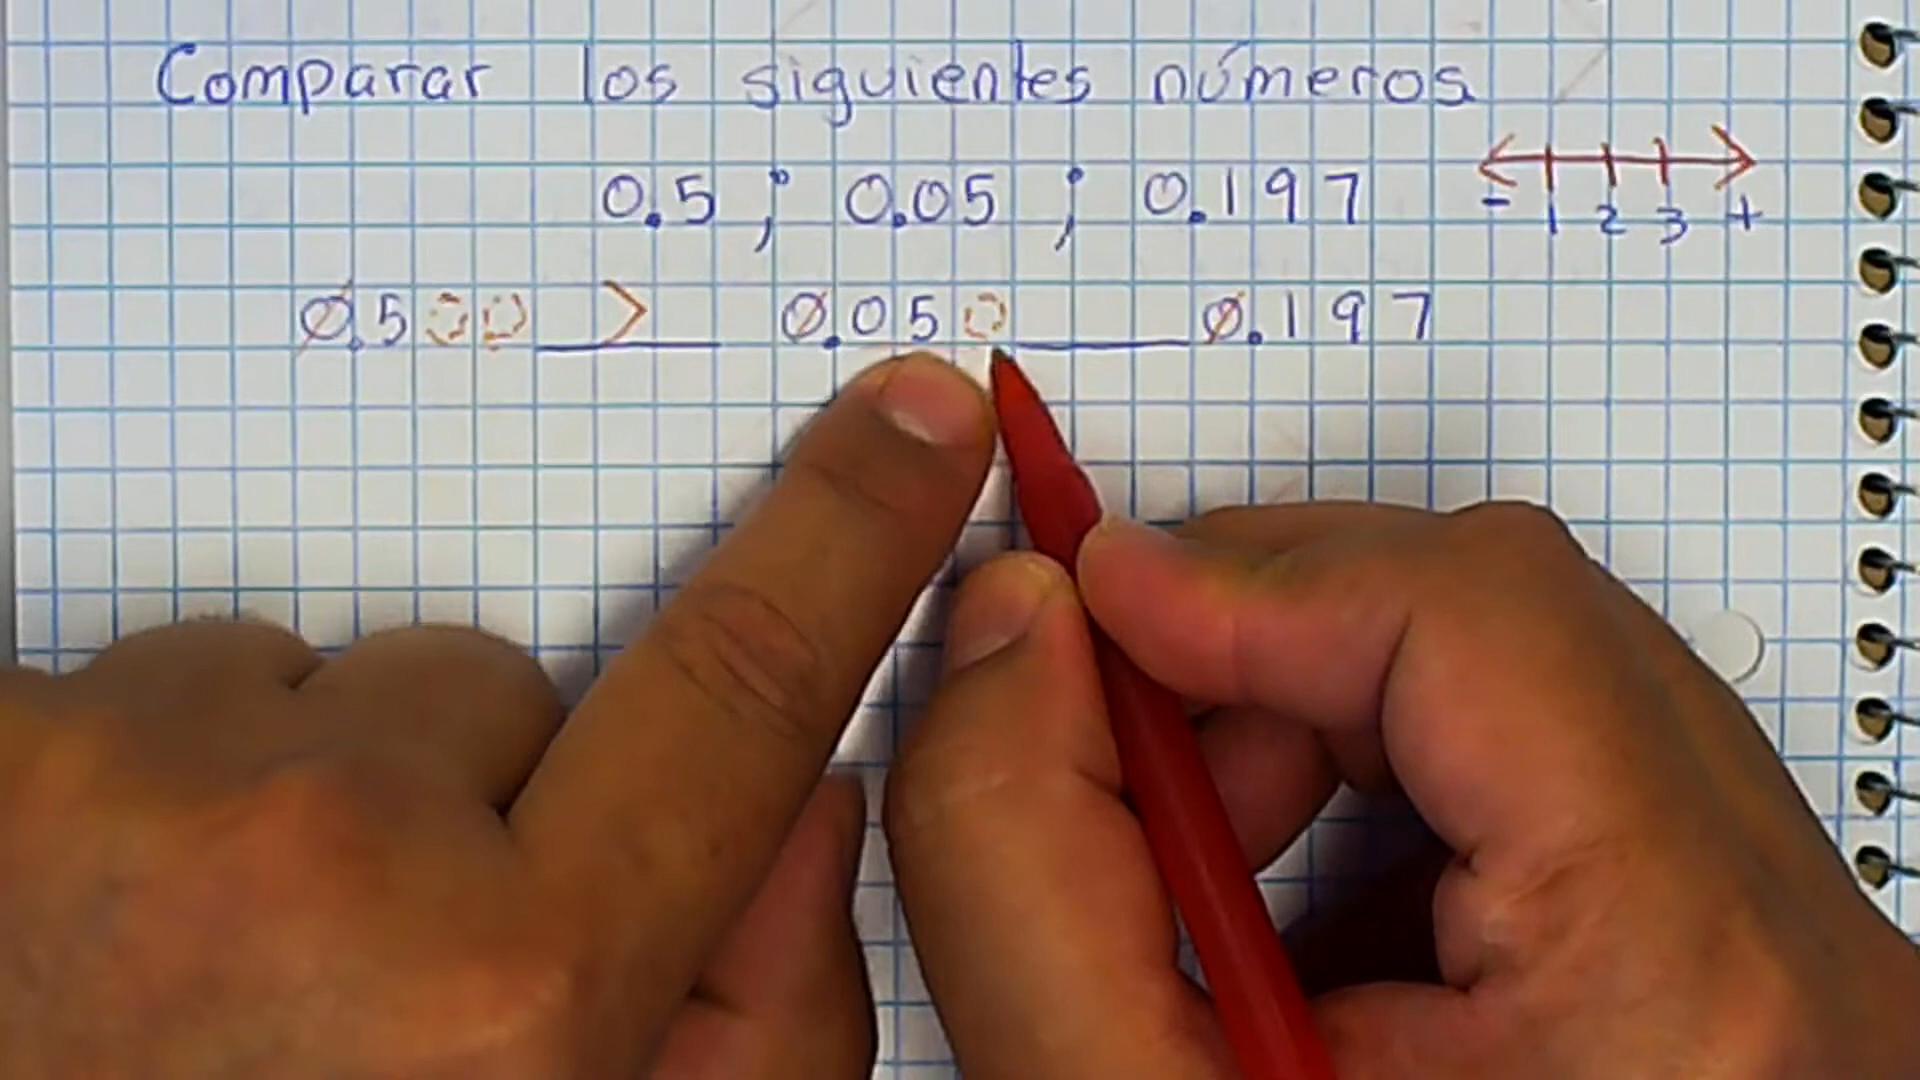 Comparar los siguientes números
0.5 ; 0.05 ; 0.197
- 1 2 3 +
0.500 > 0.050 ____ 0.197